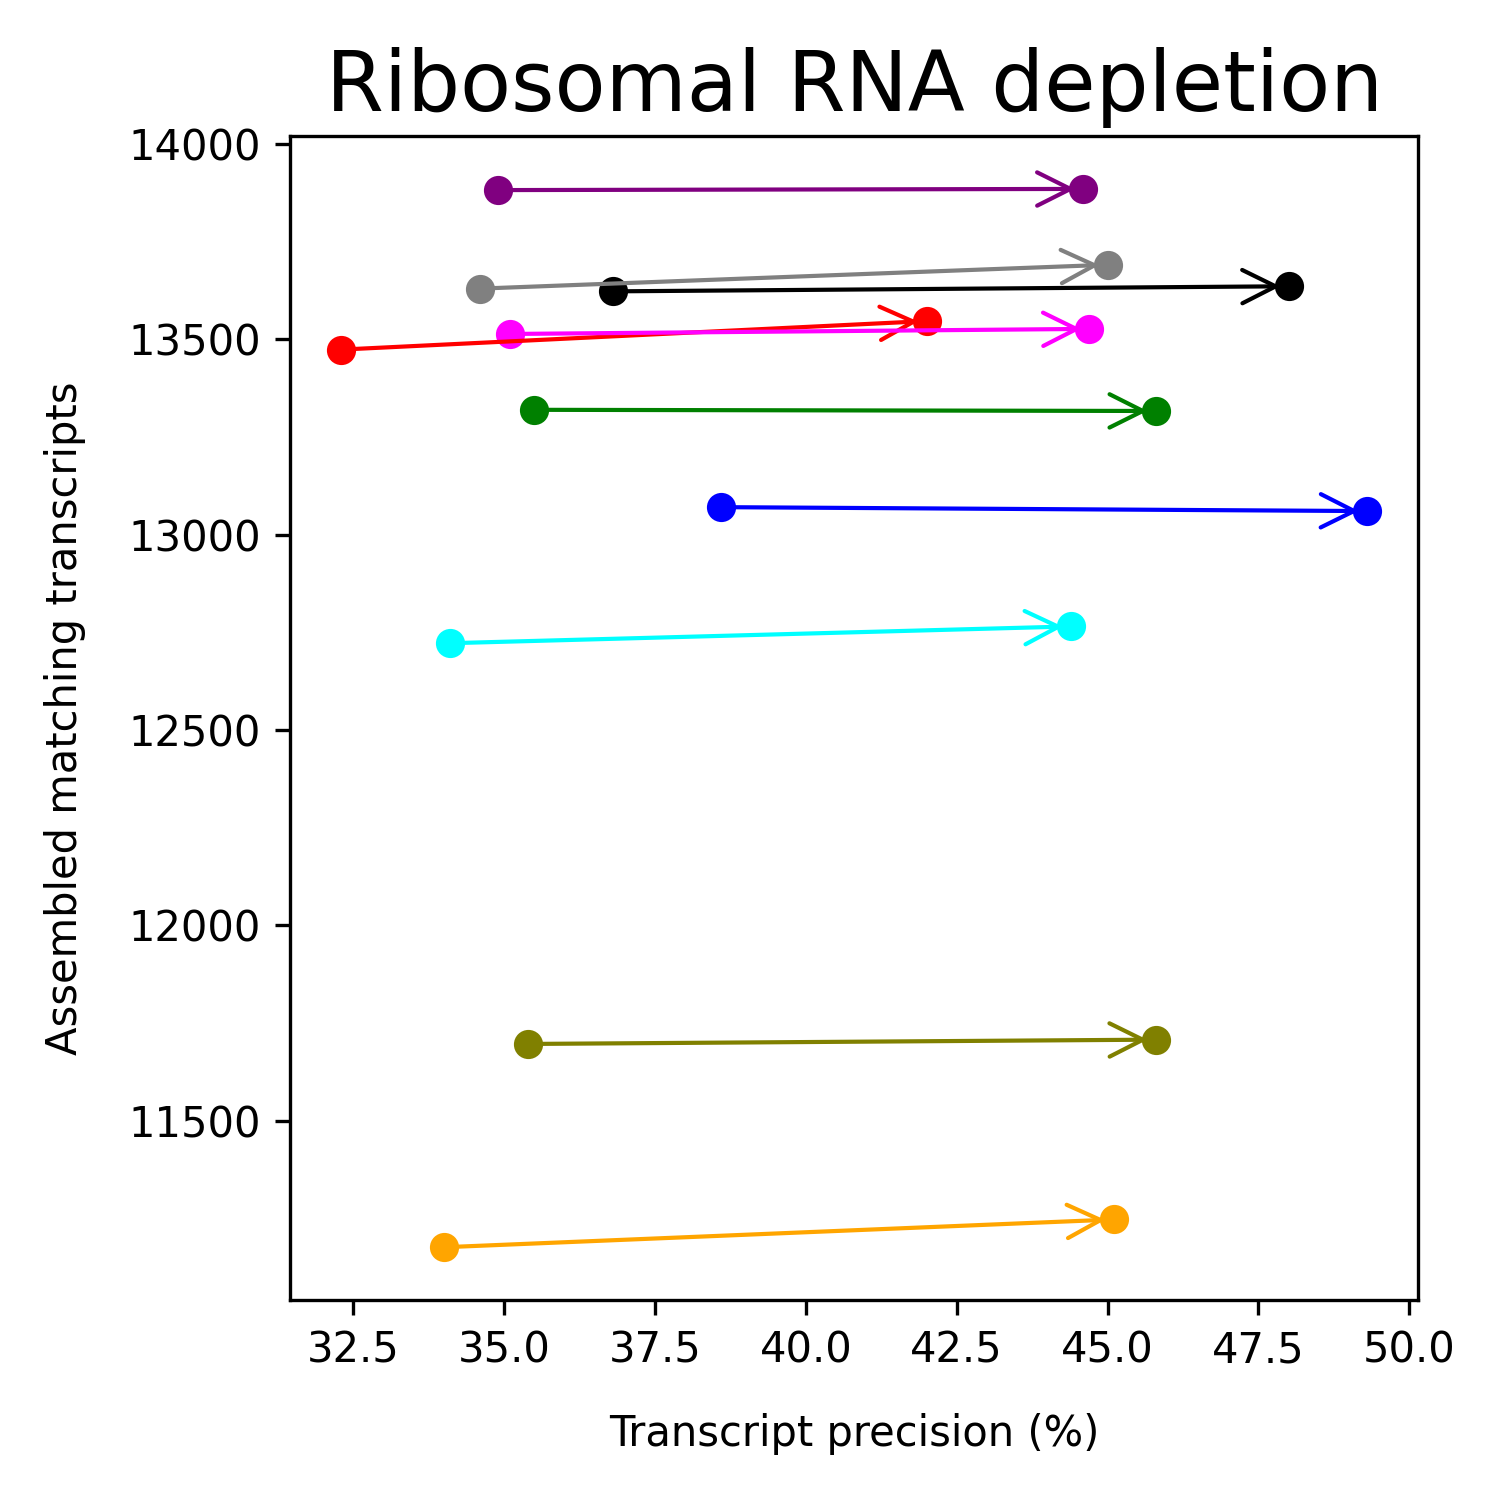 Ribosomal RNA depletion
14000
13500
13000
12500
12000
11500
Assembled matching transcripts
32.5 35.0 37.5 40.0 42.5 45.0 47.5 50.0
Transcript precision (%)